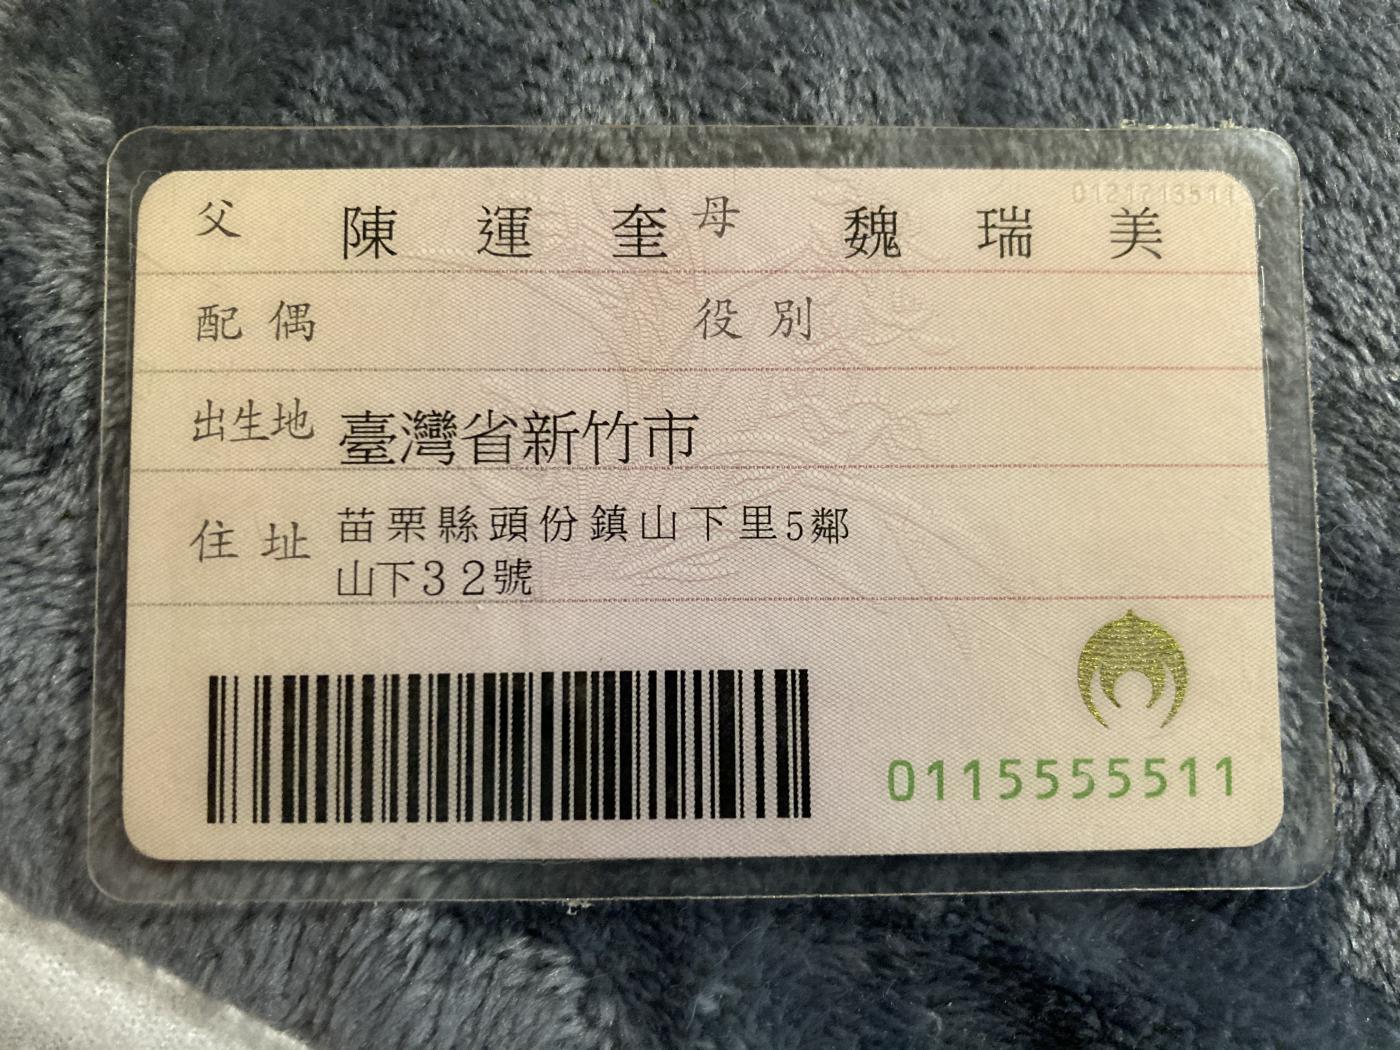 父 陳運奎 母 魏瑞美
配偶 役別
出生地 臺灣省新竹市
住址 苗栗縣頭份鎮山下里5鄰
山下32號
0115555511